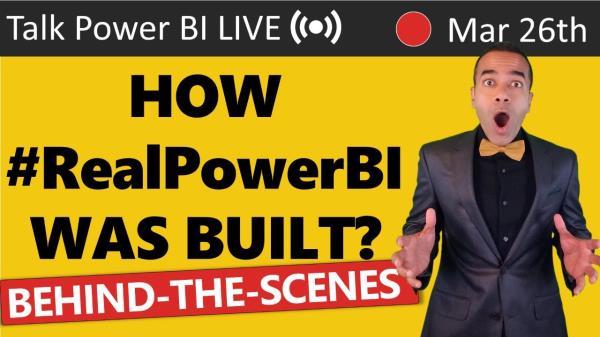 Talk Power BI LIVE
Mar 26th
HOW
#RealPowerBI
WAS BUILT?
BEHIND-THE-SCENES